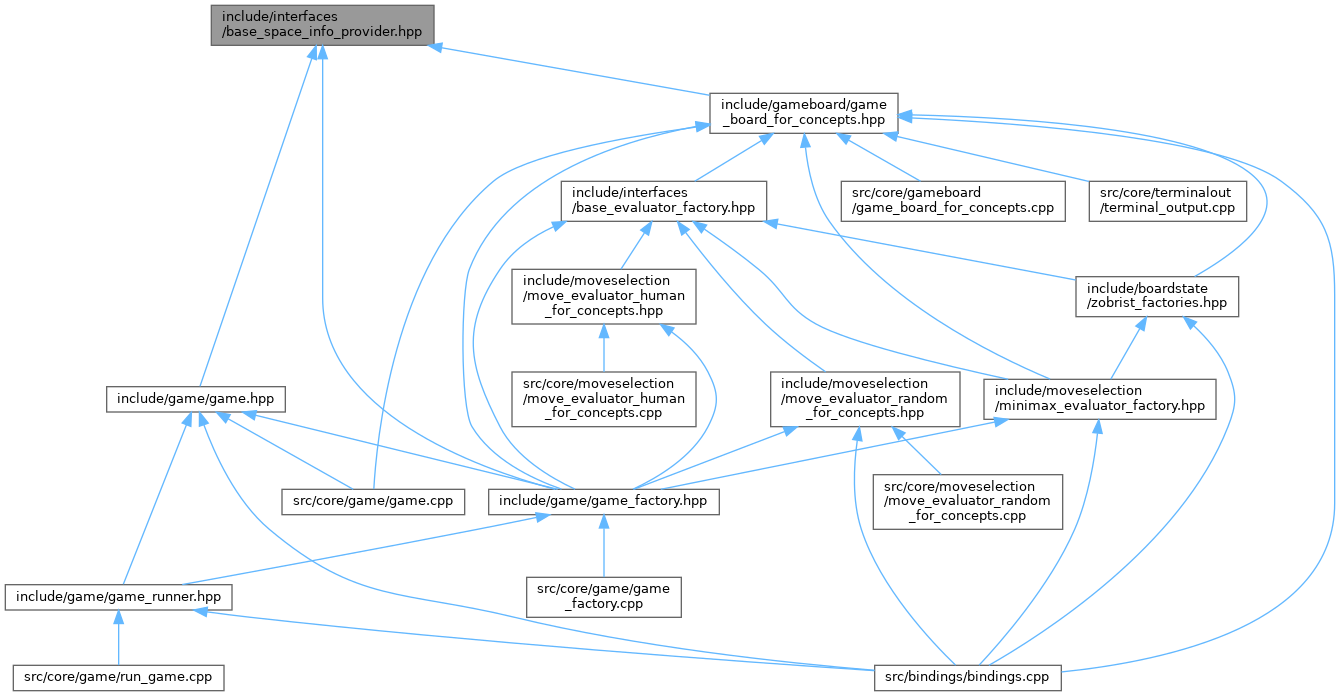 include/interfaces
/base_space_info_provider.hpp
include/gameboard/game
_board_for_concepts.hpp
include/interfaces
/base_evaluator_factory.hpp
src/core/gameboard
/game_board_for_concepts.cpp
src/core/terminalout
/terminal_output.cpp
include/moveselection
/move_evaluator_human
_for_concepts.hpp
include/boardstate
/zobrist_factories.hpp
include/game/game.hpp
src/core/moveselection
/move_evaluator_human
_for_concepts.cpp
include/moveselection
/move_evaluator_random
_for_concepts.hpp
include/moveselection
/minimax_evaluator_factory.hpp
src/core/game/game.cpp
include/game/game_factory.hpp
src/core/moveselection
/move_evaluator_random
_for_concepts.cpp
include/game/game_runner.hpp
src/core/game/game
_factory.cpp
src/core/game/run_game.cpp
src/bindings/bindings.cpp